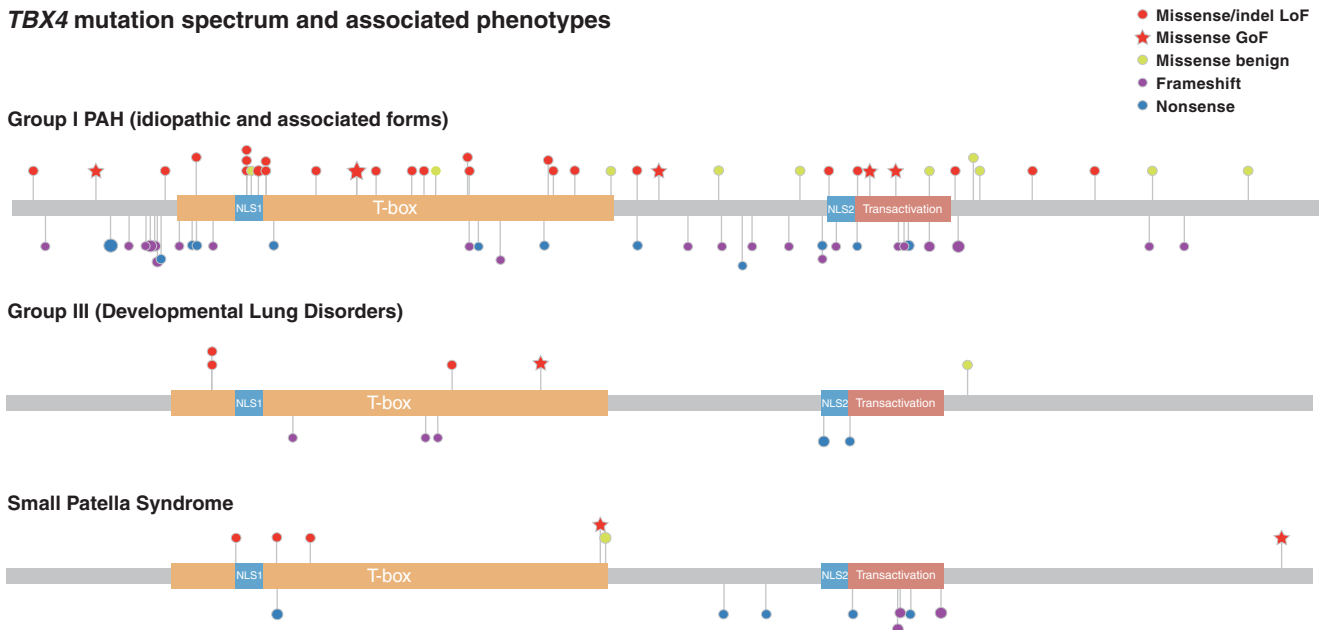 TBX4 mutation spectrum and associated phenotypes
Missense/indel LoF
Missense GoF
Missense benign
Frameshift
Nonsense
Group I PAH (idiopathic and associated forms)
NLS1 T-box NLS2 Transactivation
Group III (Developmental Lung Disorders)
NLS1 T-box NLS2 Transactivation
Small Patella Syndrome
NLS1 T-box NLS2 Transactivation